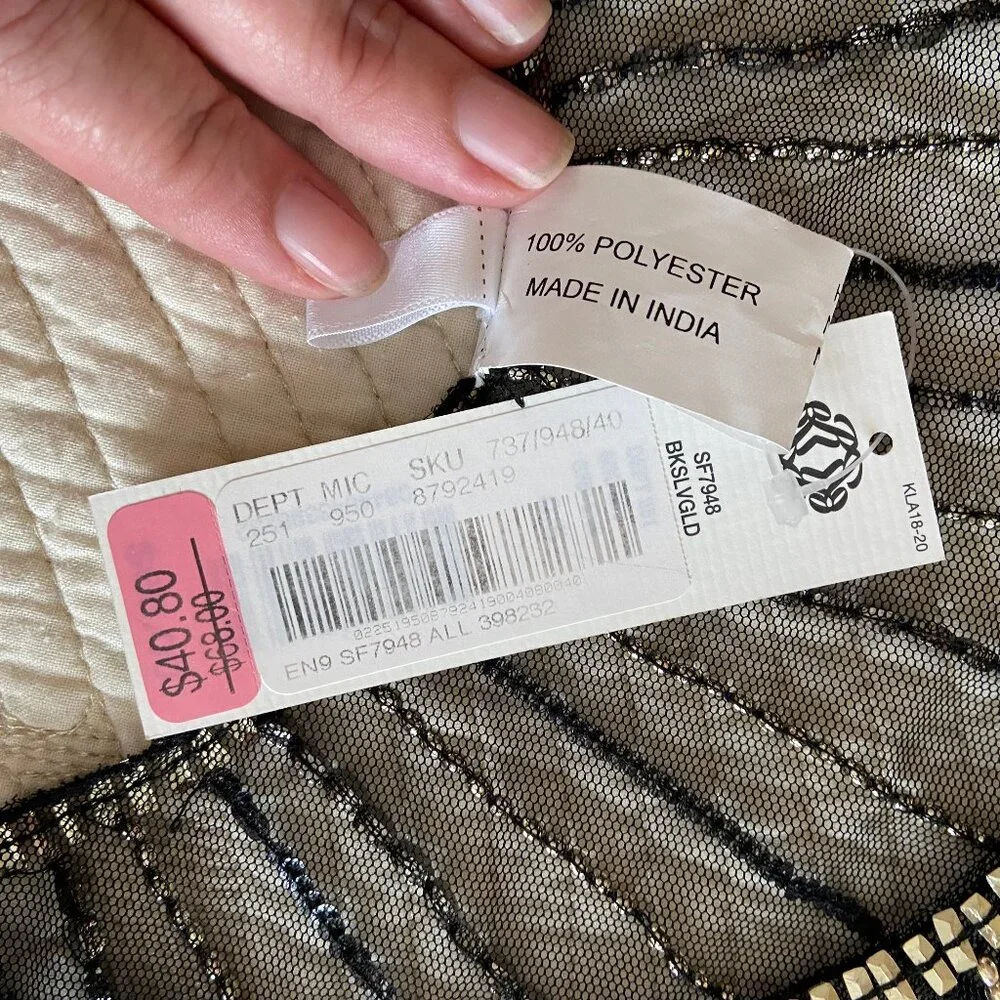 100% POLYESTER
MADE IN INDIA
DEPT MIC SKU 737/948/40
251 950 8792419
EN9 SF7948 ALL 398232
$40.80
$68.00
SF7948
BKSLVGLD
KLA18-20